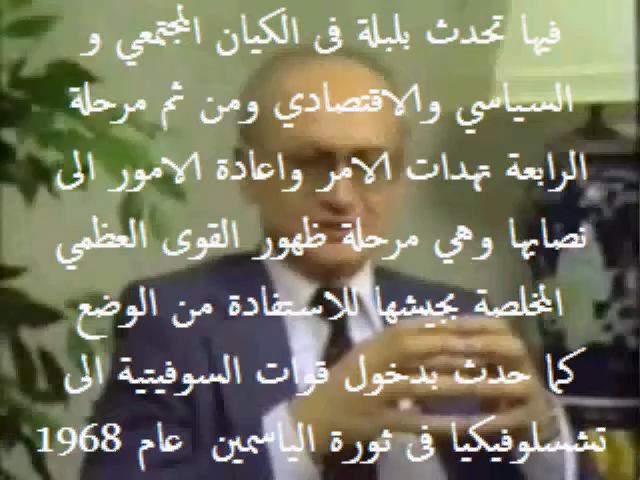 فيها تحدث بلبلة فى الكيان المجتمعي و
السياسي والاقتصادي ومن ثم مرحلة
الرابعة تهدات الامر واعادة الامور الى
نصابها وهي مرحلة ظهور القوى العظمي
المخلصة بجيشها للاستفادة من الوضع
كما حدث بدخول قوات السوفيتية الى
تشسلوفيكيا فى ثورة الياسمين عام 1968